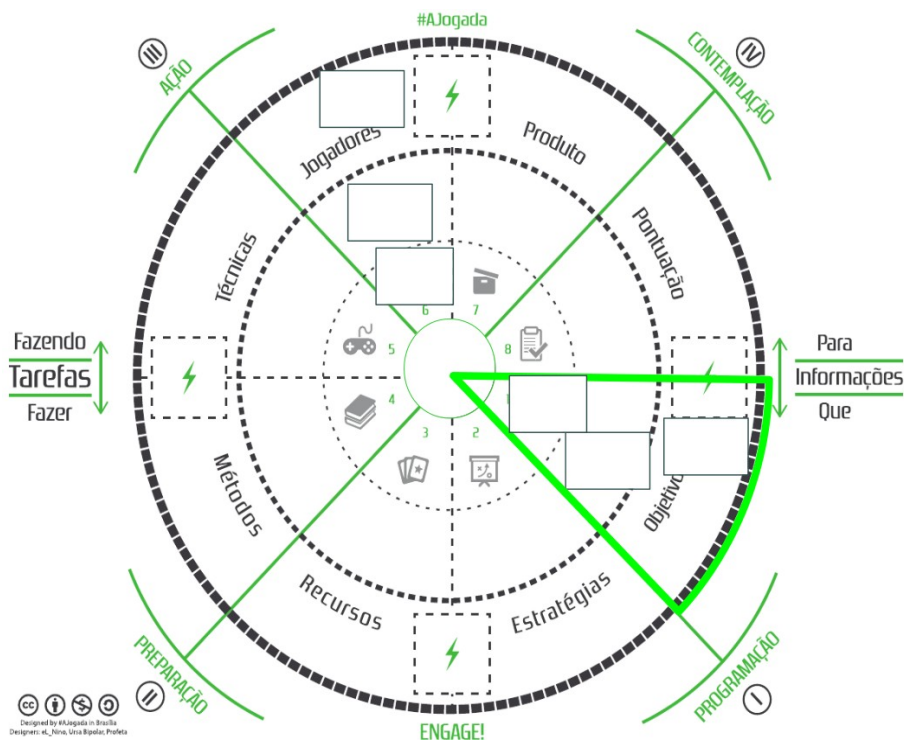 #AJogada
III
AÇÃO
IV
CONTEMPLAÇÃO
Jogadores
Produto
Técnicas
Pontuação
6
7
5
8
Fazendo
Tarefas
Fazer
Para
Informações
Que
4
3
2
Métodos
Objetivo
Recursos
Estratégias
PREPARAÇÃO
II
PROGRAMAÇÃO
I
ENGAGE!
cc
Designed by #AJogada in Brasília
Designers: eL_Nino, Ursa Bipolar, Profeta